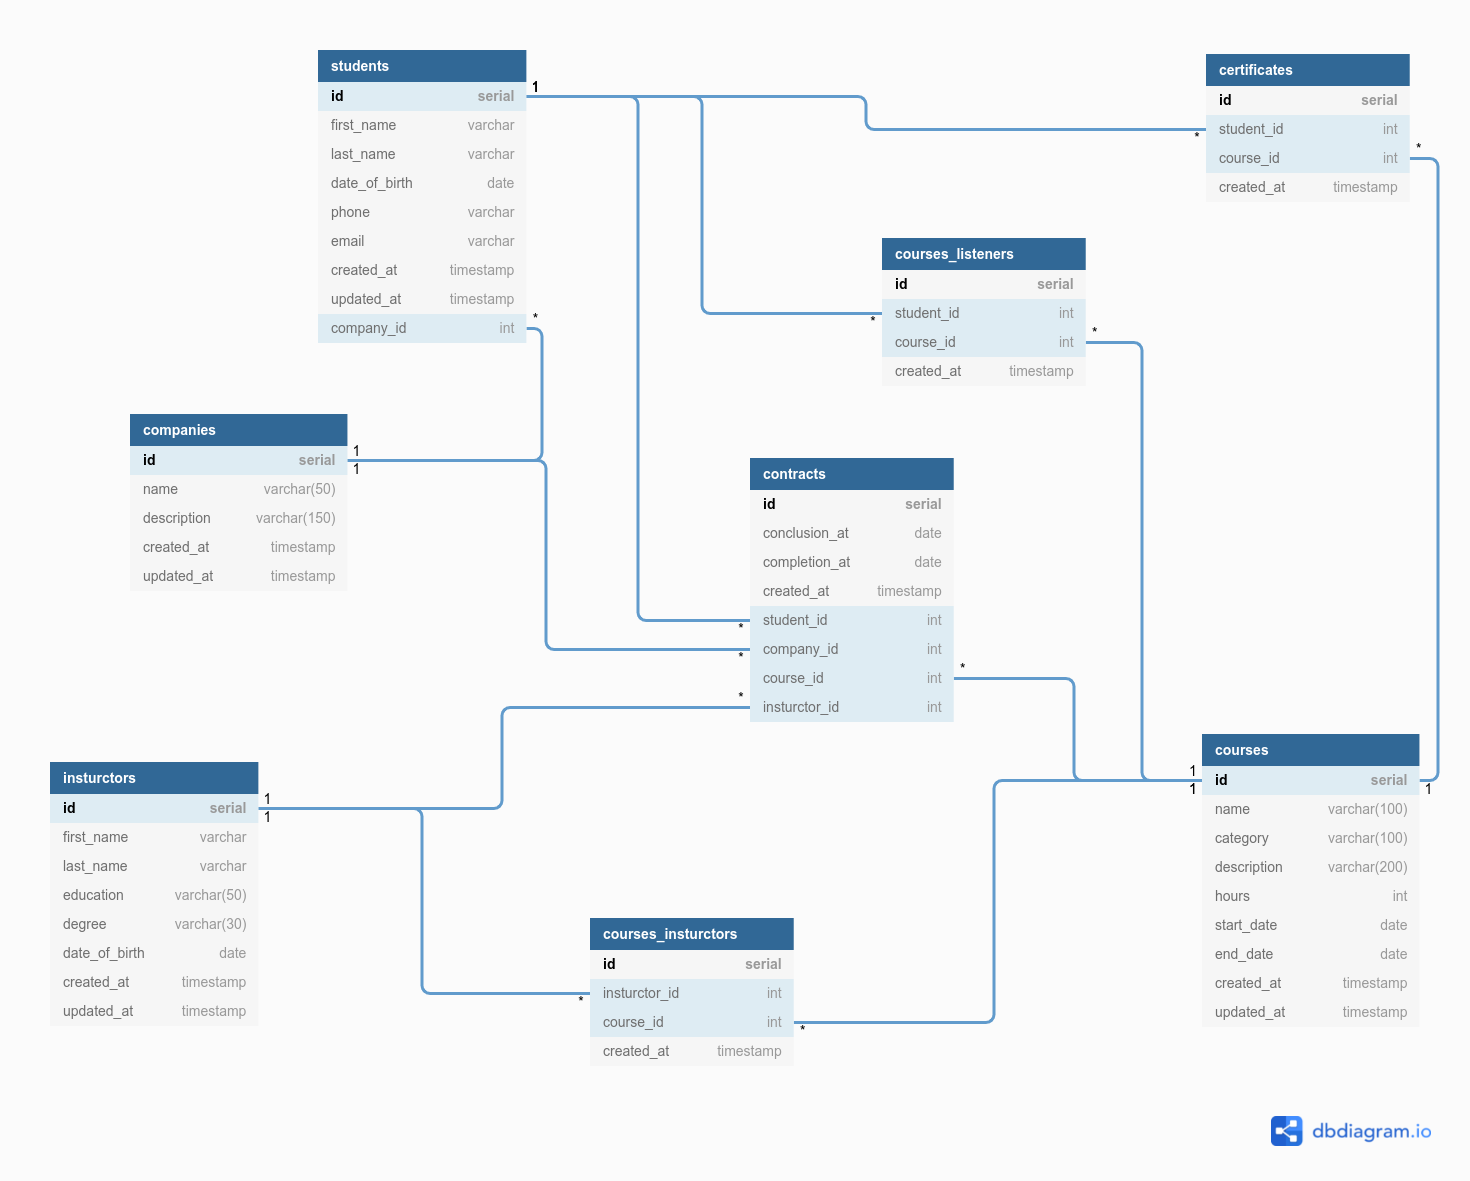 students
id serial
first_name varchar
last_name varchar
date_of_birth date
phone varchar
email varchar
created_at timestamp
updated_at timestamp
company_id int
1
*
certificates
id serial
student_id int
course_id int
created_at timestamp
*
*
courses_listeners
id serial
student_id int
course_id int
created_at timestamp
*
*
companies
id serial
name varchar(50)
description varchar(150)
created_at timestamp
updated_at timestamp
1
1
contracts
id serial
conclusion_at date
completion_at date
created_at timestamp
student_id int
company_id int
course_id int
insturctor_id int
*
*
*
*
insturctors
id serial
first_name varchar
last_name varchar
education varchar(50)
degree varchar(30)
date_of_birth date
created_at timestamp
updated_at timestamp
1
1
courses
id serial
name varchar(100)
category varchar(100)
description varchar(200)
hours int
start_date date
end_date date
created_at timestamp
updated_at timestamp
1
1
1
courses_insturctors
id serial
insturctor_id int
course_id int
created_at timestamp
*
*
dbdiagram.io